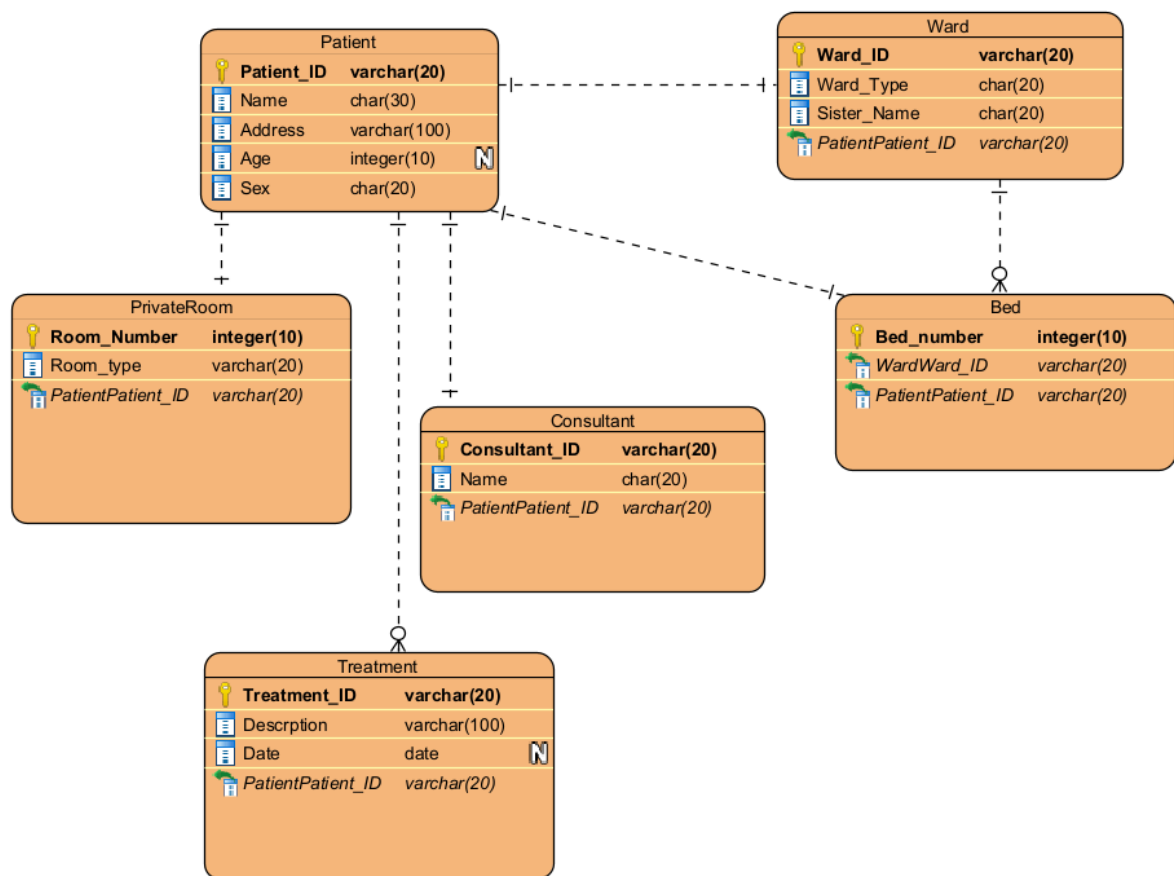 Patient
Patient_ID varchar(20)
Name char(30)
Address varchar(100)
Age integer(10) N
Sex char(20)
Ward
Ward_ID varchar(20)
Ward_Type char(20)
Sister_Name char(20)
PatientPatient_ID varchar(20)
PrivateRoom
Room_Number integer(10)
Room_type varchar(20)
PatientPatient_ID varchar(20)
Bed
Bed_number integer(10)
WardWard_ID varchar(20)
PatientPatient_ID varchar(20)
Consultant
Consultant_ID varchar(20)
Name char(20)
PatientPatient_ID varchar(20)
Treatment
Treatment_ID varchar(20)
Descrption varchar(100)
Date date N
PatientPatient_ID varchar(20)